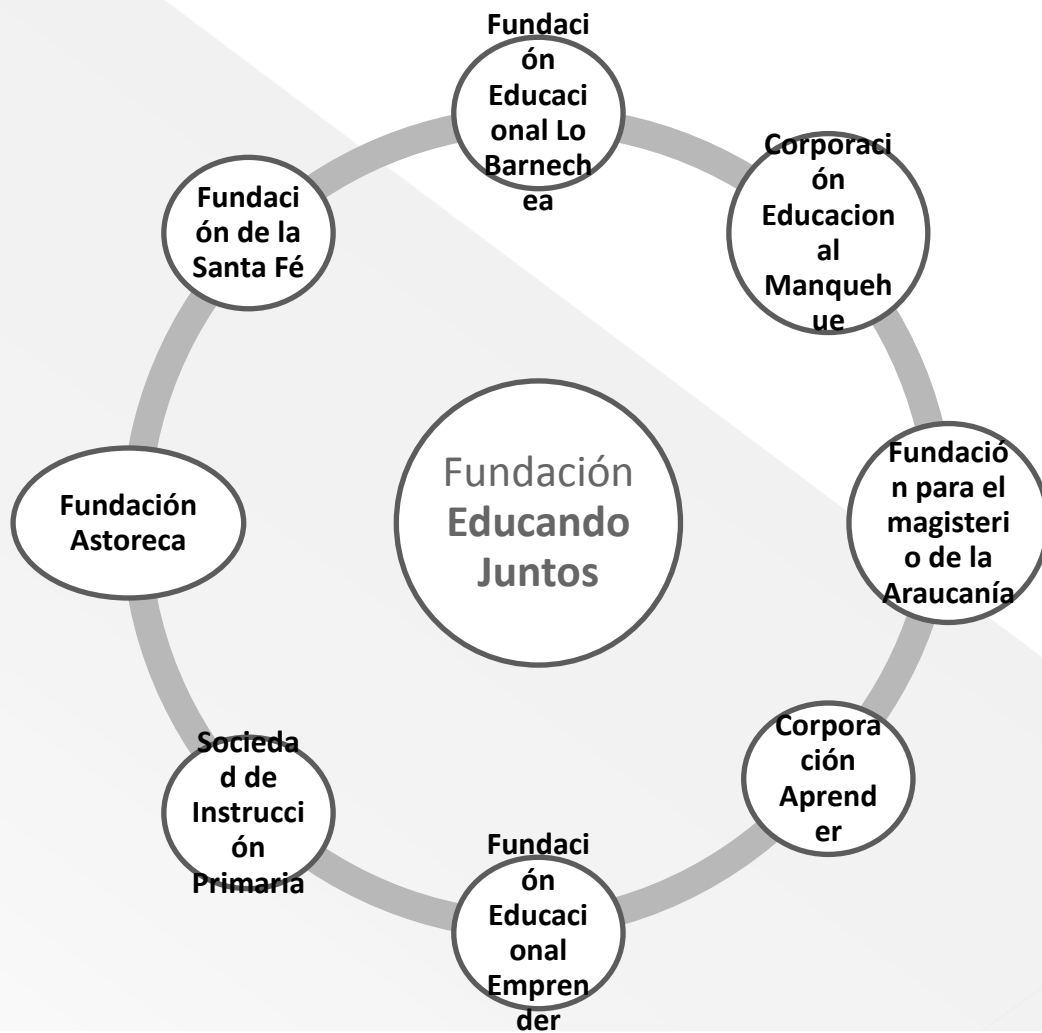 Fundaci
ón
Educaci
onal Lo
Barnech
ea
Corporaci
ón
Educacion
al
Manqueh
ue
Fundació
n para el
magisteri
o de la
Araucanía
Corpora
ción
Aprend
er
Fundaci
ón
Educaci
onal
Empren
der
Socieda
d de
Instrucci
ón
Primaria
Fundación
Astoreca
Fundaci
ón de la
Santa Fé
Fundación
Educando
Juntos